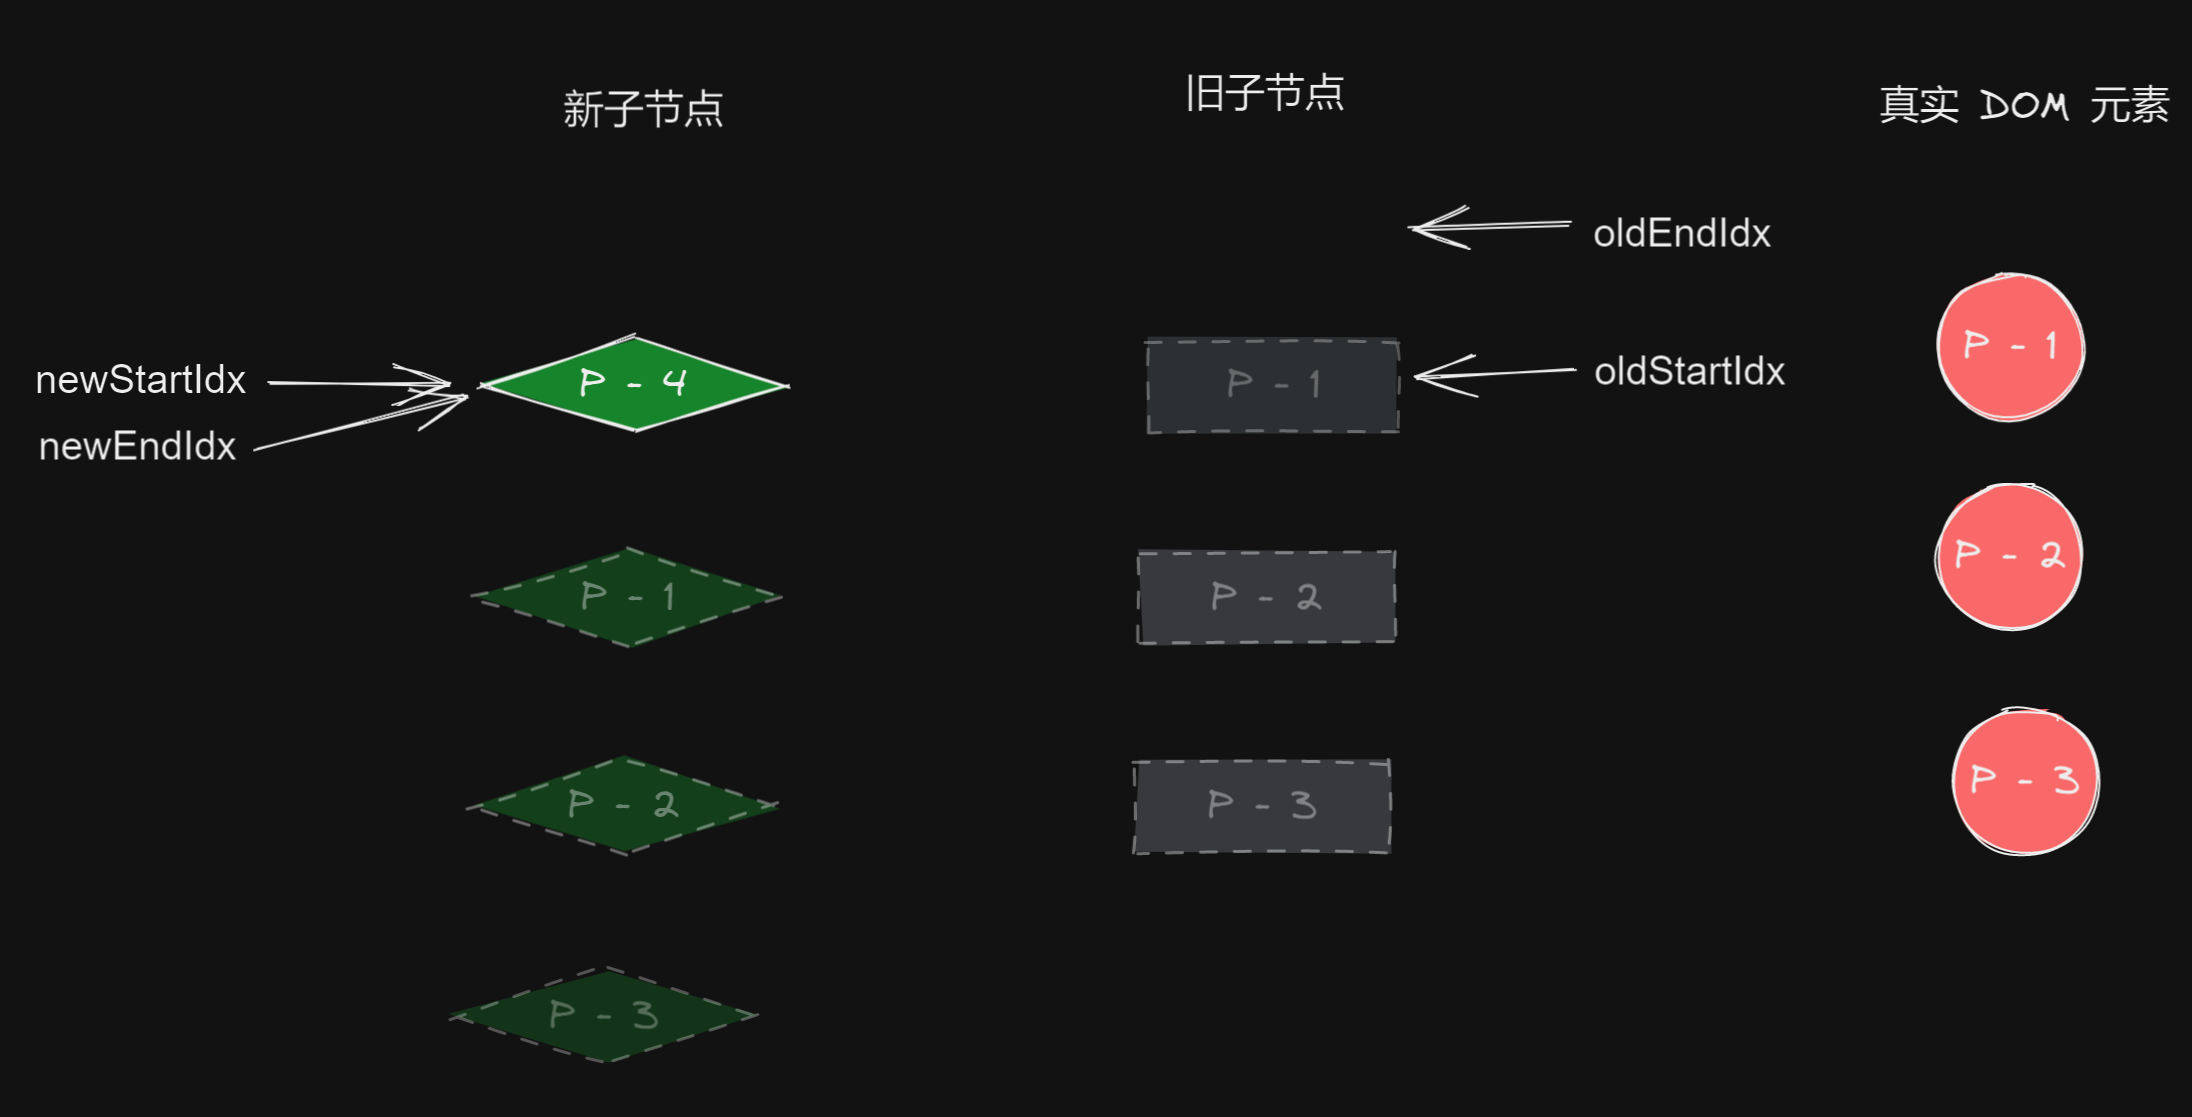 新子节点
旧子节点
真实 DOM 元素
oldEndIdx
newStartIdx
P - 4
P - 1
oldStartIdx
P - 1
newEndIdx
P - 1
P - 2
P - 2
P - 2
P - 3
P - 3
P - 3